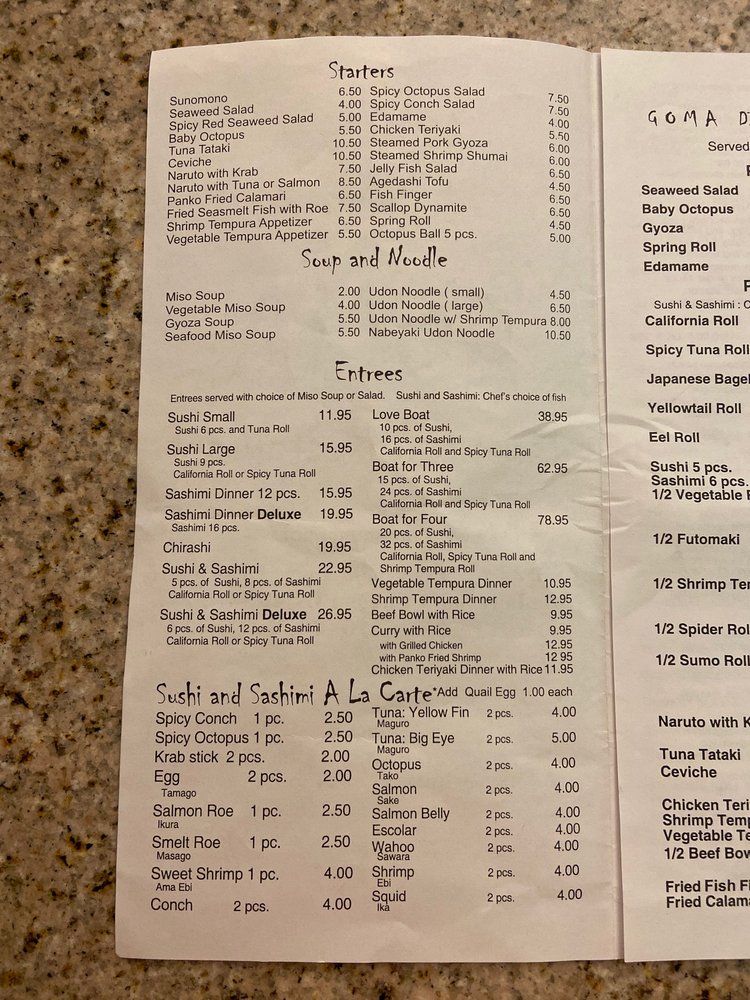 Starters
Sunomono 6.50
Seaweed Salad 4.00
Spicy Red Seaweed Salad 5.00
Baby Octopus 5.50
Tuna Tataki 10.50
Ceviche 10.50
Naruto with Krab 7.50
Naruto with Tuna or Salmon 8.50
Panko Fried Calamari 6.50
Fried Seasmelt Fish with Roe 7.50
Shrimp Tempura Appetizer 6.50
Vegetable Tempura Appetizer 5.50
Spicy Octopus Salad 7.50
Spicy Conch Salad 7.50
Edamame 4.00
Chicken Teriyaki 5.50
Steamed Pork Gyoza 6.00
Steamed Shrimp Shumai 6.00
Jelly Fish Salad 6.50
Agedashi Tofu 4.50
Fish Finger 6.50
Scallop Dynamite 6.50
Spring Roll 4.50
Octopus Ball 5 pcs. 5.00
Soup and Noodle
Miso Soup 2.00
Vegetable Miso Soup 4.00
Gyoza Soup 5.50
Seafood Miso Soup 5.50
Udon Noodle ( small) 4.50
Udon Noodle ( large) 6.50
Udon Noodle w/ Shrimp Tempura 8.00
Nabeyaki Udon Noodle 10.50
Entrees
Entrees served with choice of Miso Soup or Salad. Sushi and Sashimi: Chef's choice of fish
Sushi Small 11.95
Sushi 6 pcs. and Tuna Roll
Sushi Large 15.95
Sushi 9 pcs.
California Roll or Spicy Tuna Roll
Sashimi Dinner 12 pcs. 15.95
Sashimi Dinner Deluxe 19.95
Sashimi 16 pcs.
Chirashi 19.95
Sushi & Sashimi 22.95
5 pcs. of Sushi, 8 pcs. of Sashimi
California Roll or Spicy Tuna Roll
Sushi & Sashimi Deluxe 26.95
6 pcs. of Sushi, 12 pcs. of Sashimi
California Roll or Spicy Tuna Roll
Love Boat 38.95
10 pcs. of Sushi,
16 pcs. of Sashimi
California Roll and Spicy Tuna Roll
Boat for Three 62.95
15 pcs. of Sushi,
24 pcs. of Sashimi
California Roll and Spicy Tuna Roll
Boat for Four 78.95
20 pcs. of Sushi,
32 pcs. of Sashimi
California Roll, Spicy Tuna Roll and
Shrimp Tempura Roll
Vegetable Tempura Dinner 10.95
Shrimp Tempura Dinner 12.95
Beef Bowl with Rice 9.95
Curry with Rice 9.95
with Grilled Chicken 12.95
with Panko Fried Shrimp 12 95
Chicken Teriyaki Dinner with Rice 11.95
Sushi and Sashimi A La Carte *Add Quail Egg 1.00 each
Spicy Conch 1 pc. 2.50
Spicy Octopus 1 pc. 2.50
Krab stick 2 pcs. 2.00
Egg 2 pcs. 2.00
Tamago
Salmon Roe 1 pc. 2.50
Ikura
Smelt Roe 1 pc. 2.50
Masago
Sweet Shrimp 1 pc. 4.00
Ama Ebi
Conch 2 pcs. 4.00
Tuna: Yellow Fin 2 pcs. 4.00
Maguro
Tuna: Big Eye 2 pcs. 5.00
Maguro
Octopus 2 pcs. 4.00
Tako
Salmon 2 pcs. 4.00
Sake
Salmon Belly 2 pcs. 4.00
Escolar 2 pcs. 4.00
Wahoo 2 pcs. 4.00
Sawara
Shrimp 2 pcs. 4.00
Ebi
Squid 2 pcs. 4.00
Ika
GOMA
Served
Seaweed Salad
Baby Octopus
Gyoza
Spring Roll
Edamame
Sushi & Sashimi :
California Roll
Spicy Tuna Roll
Japanese Bagel
Yellowtail Roll
Eel Roll
Sushi 5 pcs.
Sashimi 6 pcs.
1/2 Vegetable
1/2 Futomaki
1/2 Shrimp
1/2 Spider
1/2 Sumo Roll
Naruto with
Tuna Tataki
Ceviche
Chicken
Shrimp
Vegetable
1/2 Beef
Fried Fish
Fried